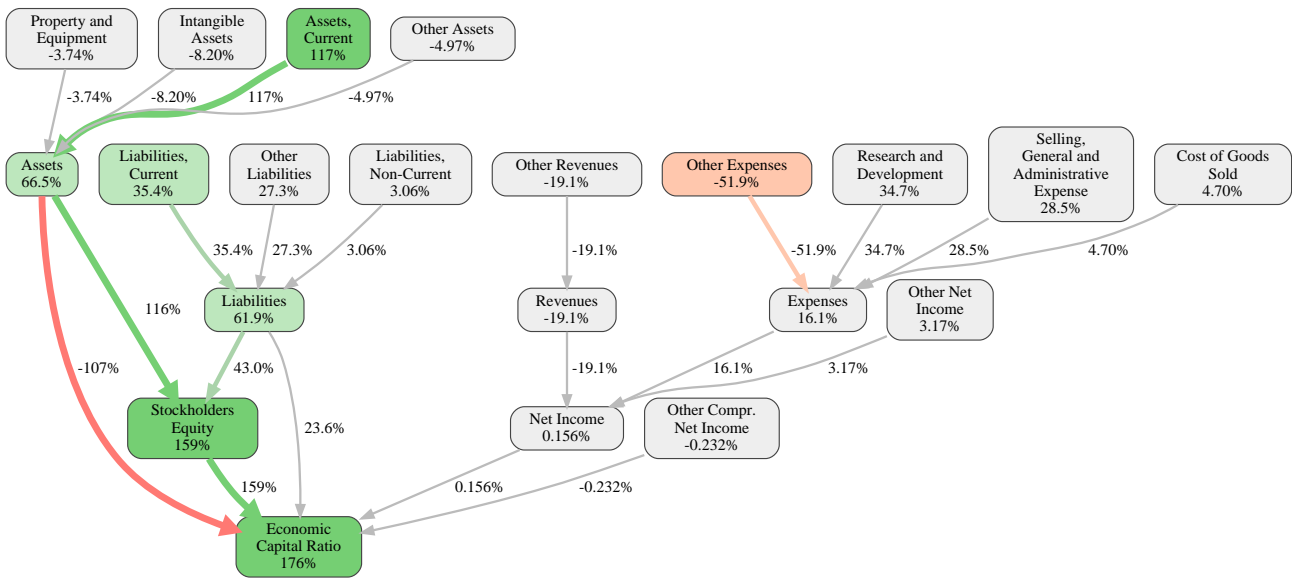 Property and
Equipment
-3.74%
Intangible
Assets
-8.20%
Assets,
Current
117%
Other Assets
-4.97%
-3.74%
-8.20%
117%
-4.97%
Assets
66.5%
Liabilities,
Current
35.4%
Other
Liabilities
27.3%
Liabilities,
Non-Current
3.06%
Other Revenues
-19.1%
Other Expenses
-51.9%
Research and
Development
34.7%
Selling,
General and
Administrative
Expense
28.5%
Cost of Goods
Sold
4.70%
35.4%
27.3%
3.06%
-19.1%
-51.9%
34.7%
28.5%
4.70%
Liabilities
61.9%
Revenues
-19.1%
Expenses
16.1%
Other Net
Income
3.17%
116%
-107%
43.0%
-19.1%
16.1%
3.17%
Stockholders
Equity
159%
23.6%
Net Income
0.156%
Other Compr.
Net Income
-0.232%
159%
0.156%
-0.232%
Economic
Capital Ratio
176%